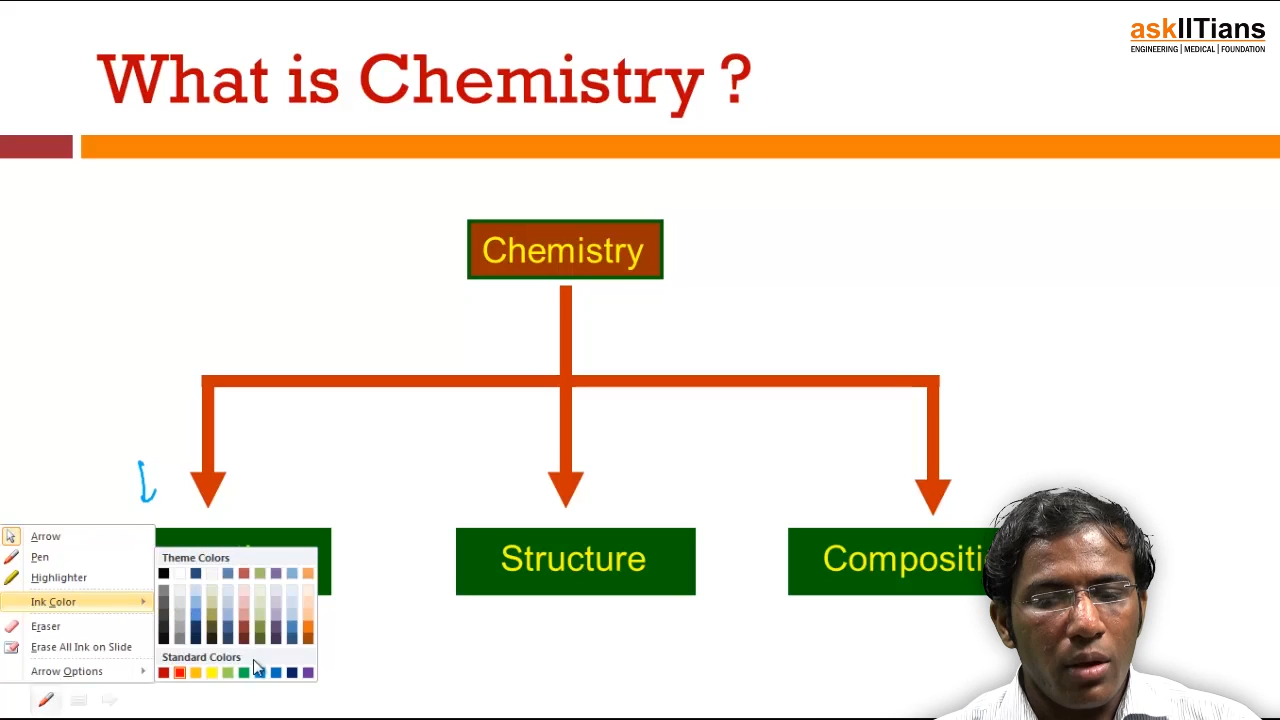 askIITians
ENGINEERING | MEDICAL | FOUNDATION
What is Chemistry ?
Chemistry
Structure
Compositi
Arrow
Pen
Highlighter
Ink Color
Eraser
Erase All Ink on Slide
Arrow Options
Theme Colors
Standard Colors